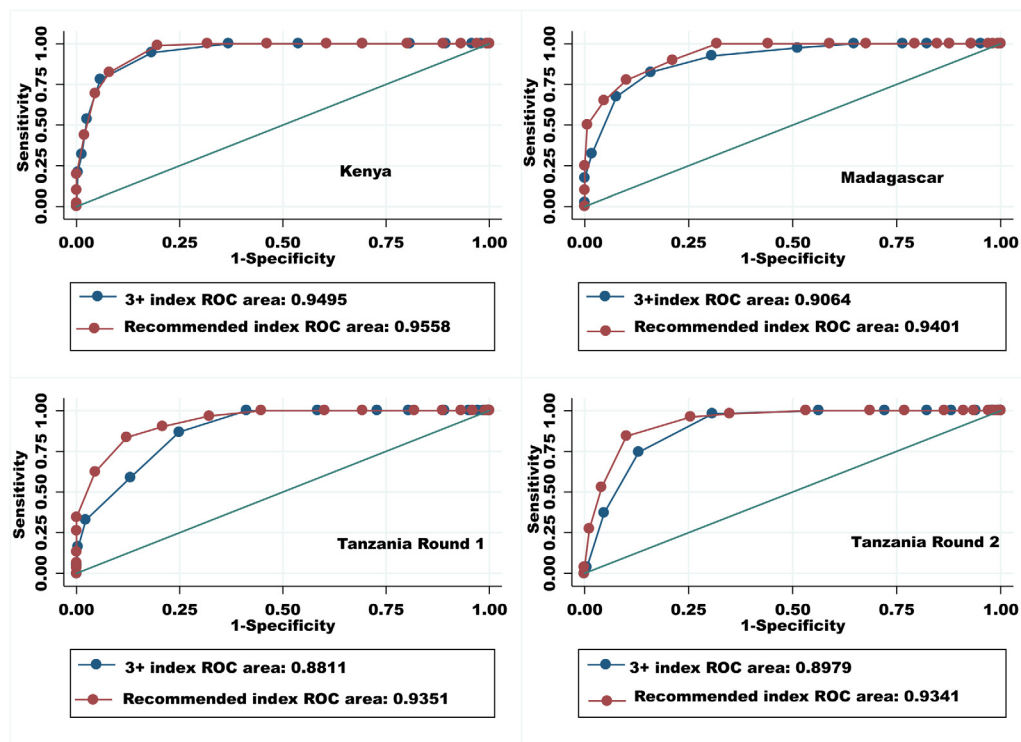 Sensitivity
0.00 0.25 0.50 0.75 1.00
Kenya
0.00 0.25 0.50 0.75 1.00
1-Specificity
3+ index ROC area: 0.9495
Recommended index ROC area: 0.9558
Sensitivity
0.00 0.25 0.50 0.75 1.00
Madagascar
0.00 0.25 0.50 0.75 1.00
1-Specificity
3+index ROC area: 0.9064
Recommended index ROC area: 0.9401
Sensitivity
0.00 0.25 0.50 0.75 1.00
Tanzania Round 1
0.00 0.25 0.50 0.75 1.00
1-Specificity
3+ index ROC area: 0.8811
Recommended index ROC area: 0.9351
Sensitivity
0.00 0.25 0.50 0.75 1.00
Tanzania Round 2
0.00 0.25 0.50 0.75 1.00
1-Specificity
3+ index ROC area: 0.8979
Recommended index ROC area: 0.9341